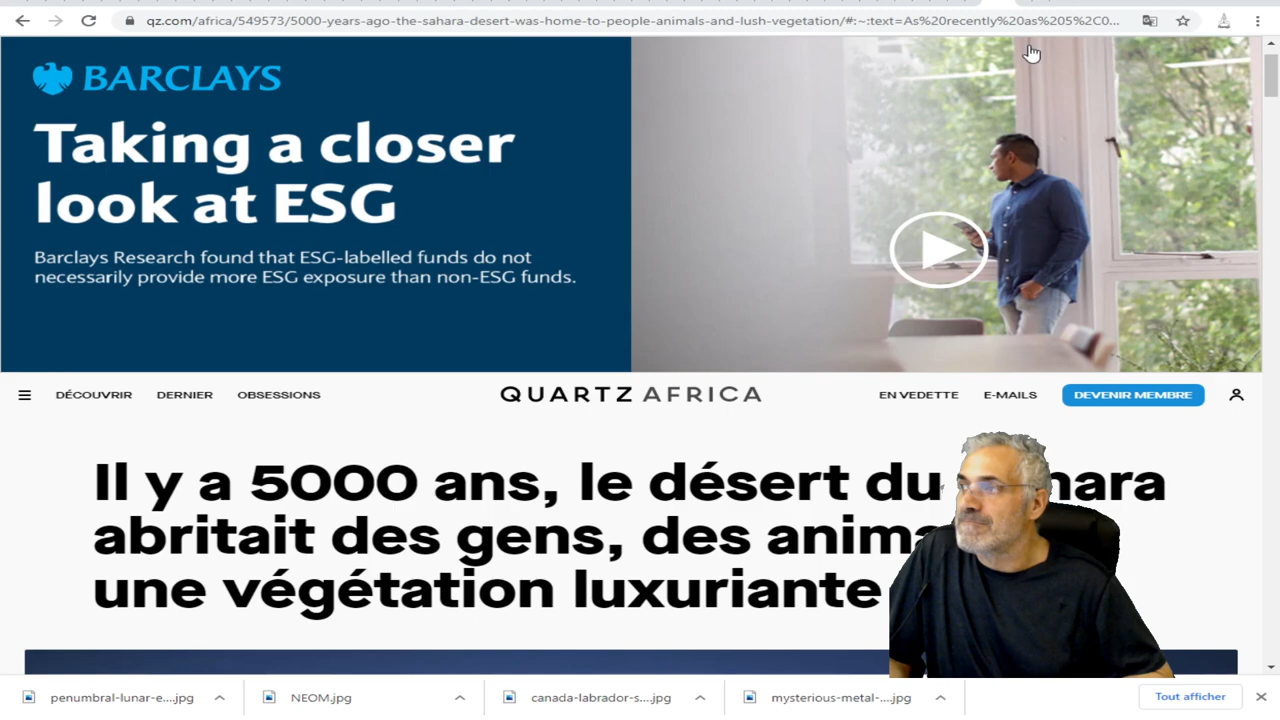 qz.com/africa/549573/5000-years-ago-the-sahara-desert-was-home-to-people-animals-and-lush-vegetation/#:~:text=As%20recently%20as%205%2C0...
BARCLAYS
Taking a closer
look at ESG
Barclays Research found that ESG-labelled funds do not
necessarily provide more ESG exposure than non-ESG funds.
DÉCOUVRIR DERNIER OBSESSIONS QUARTZ AFRICA EN VEDETTE E-MAILS DEVENIR MEMBRE
Il y a 5000 ans, le désert du hara
abritait des gens, des anima
une végétation luxuriante
penumbral-lunar-e....jpg NEOM.jpg canada-labrador-s....jpg mysterious-metal-....jpg Tout afficher